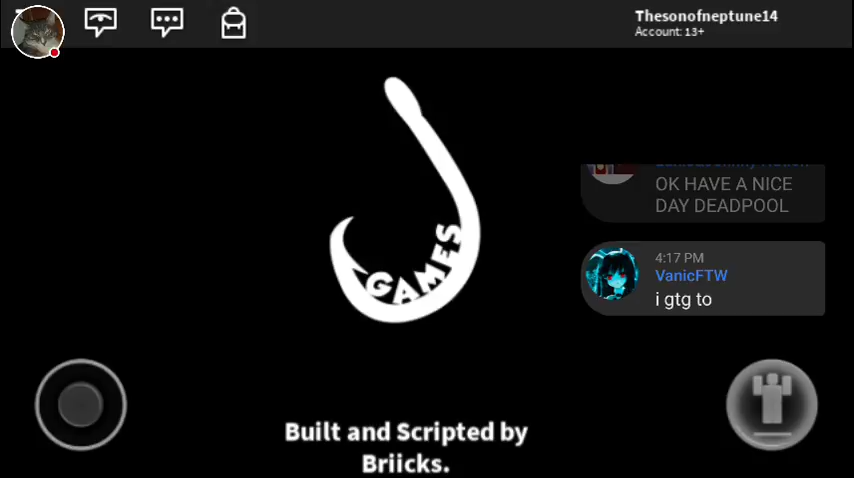 Thesonofneptune14
Account: 13+
OK HAVE A NICE
DAY DEADPOOL
4:17 PM
VanicFTW
i gtg to
GAMES
Built and Scripted by
Briicks.